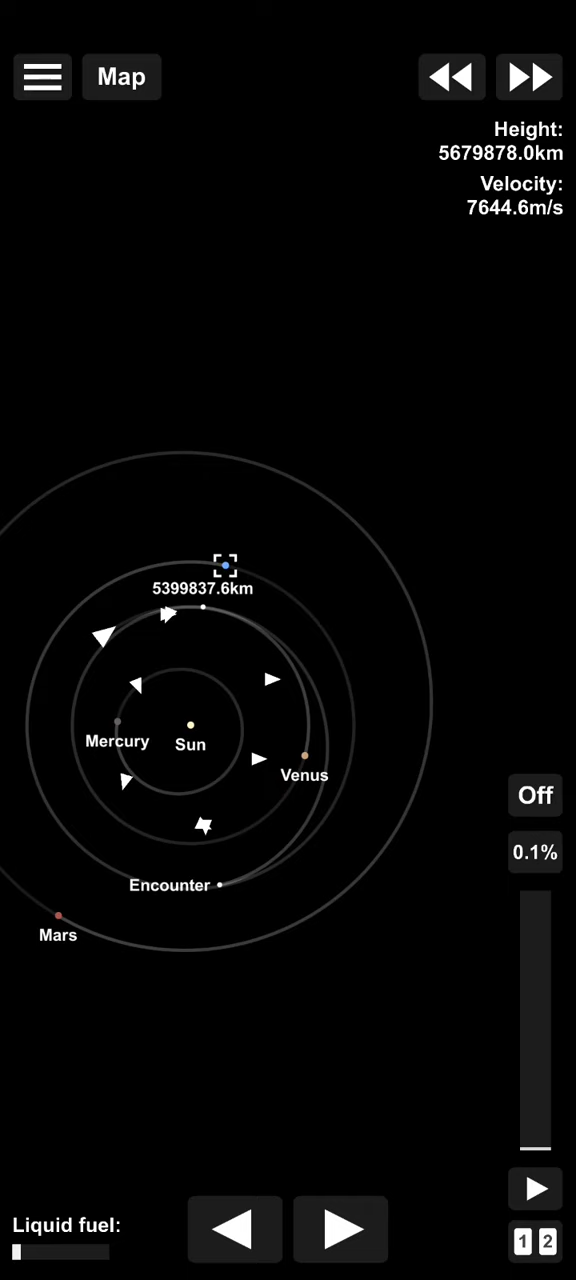 Map
Height:
5679878.0km
Velocity:
7644.6m/s
5399837.6km
Mercury
Sun
Venus
Off
0.1%
Encounter
Mars
Liquid fuel:
1 2